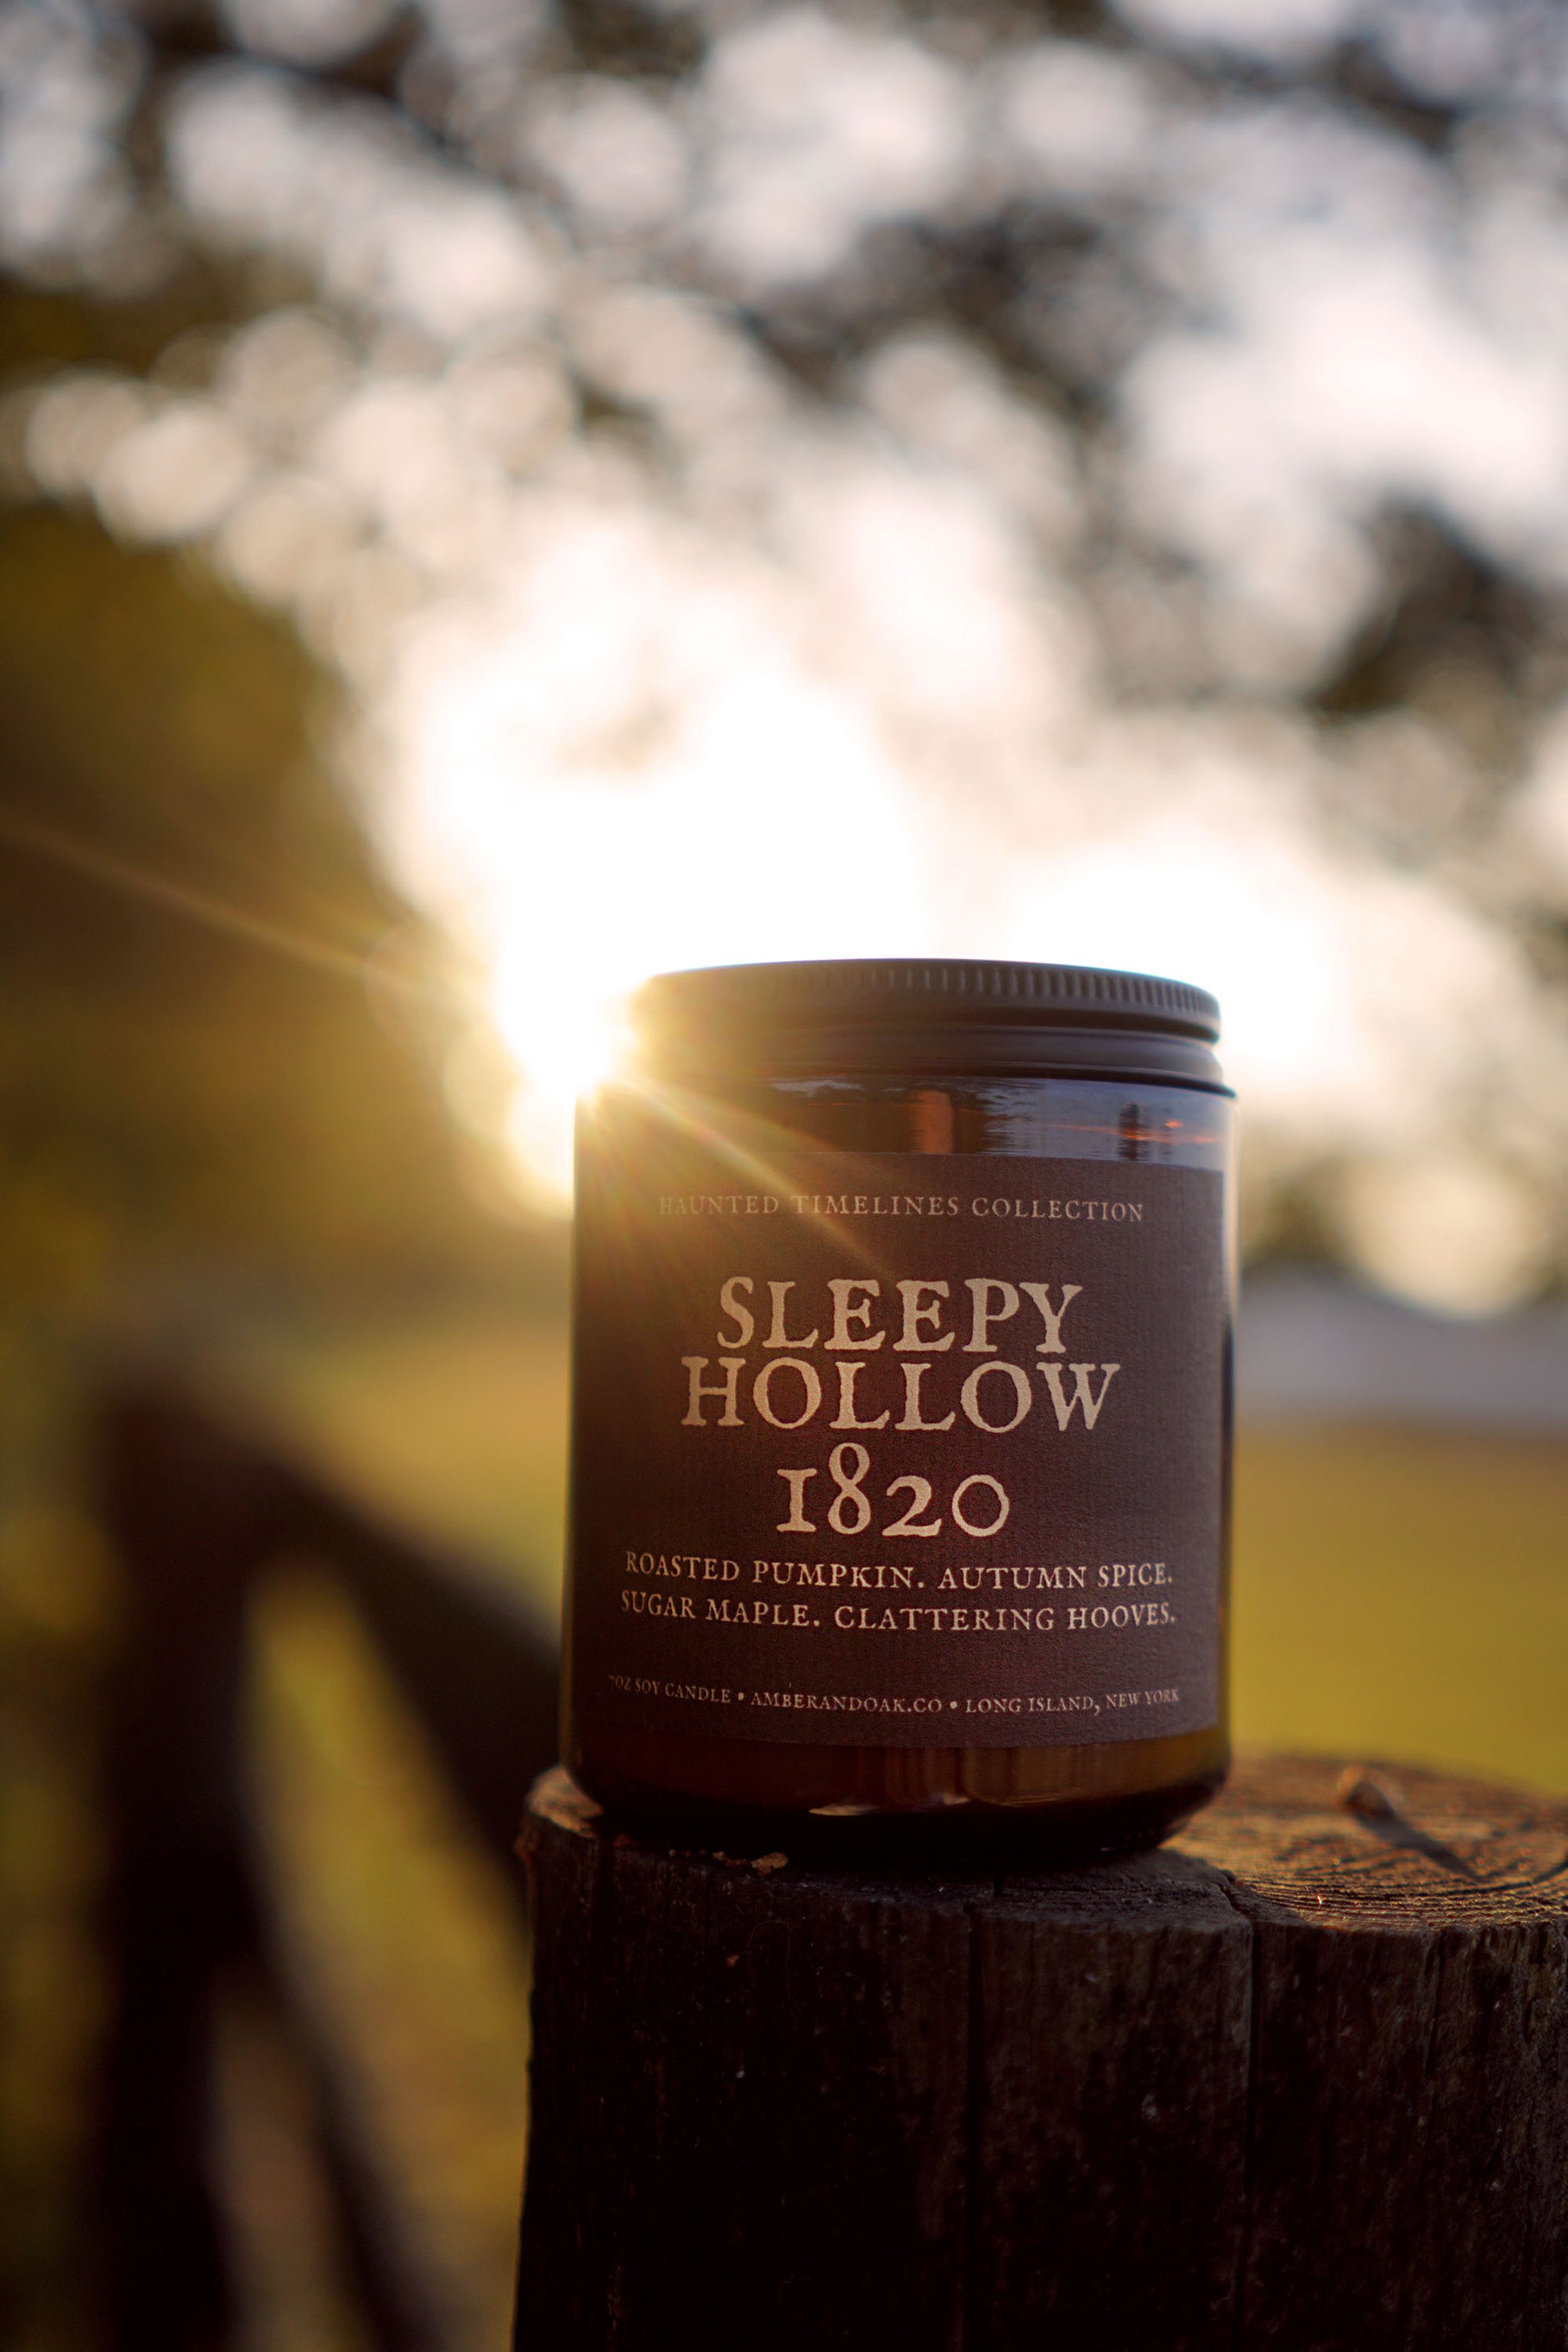 HAUNTED TIMELINES COLLECTION
SLEEPY
HOLLOW
1820
ROASTED PUMPKIN. AUTUMN SPICE.
SUGAR MAPLE. CLATTERING HOOVES.
7OZ SOY CANDLE • AMBERANDOAK.CO • LONG ISLAND, NEW YORK